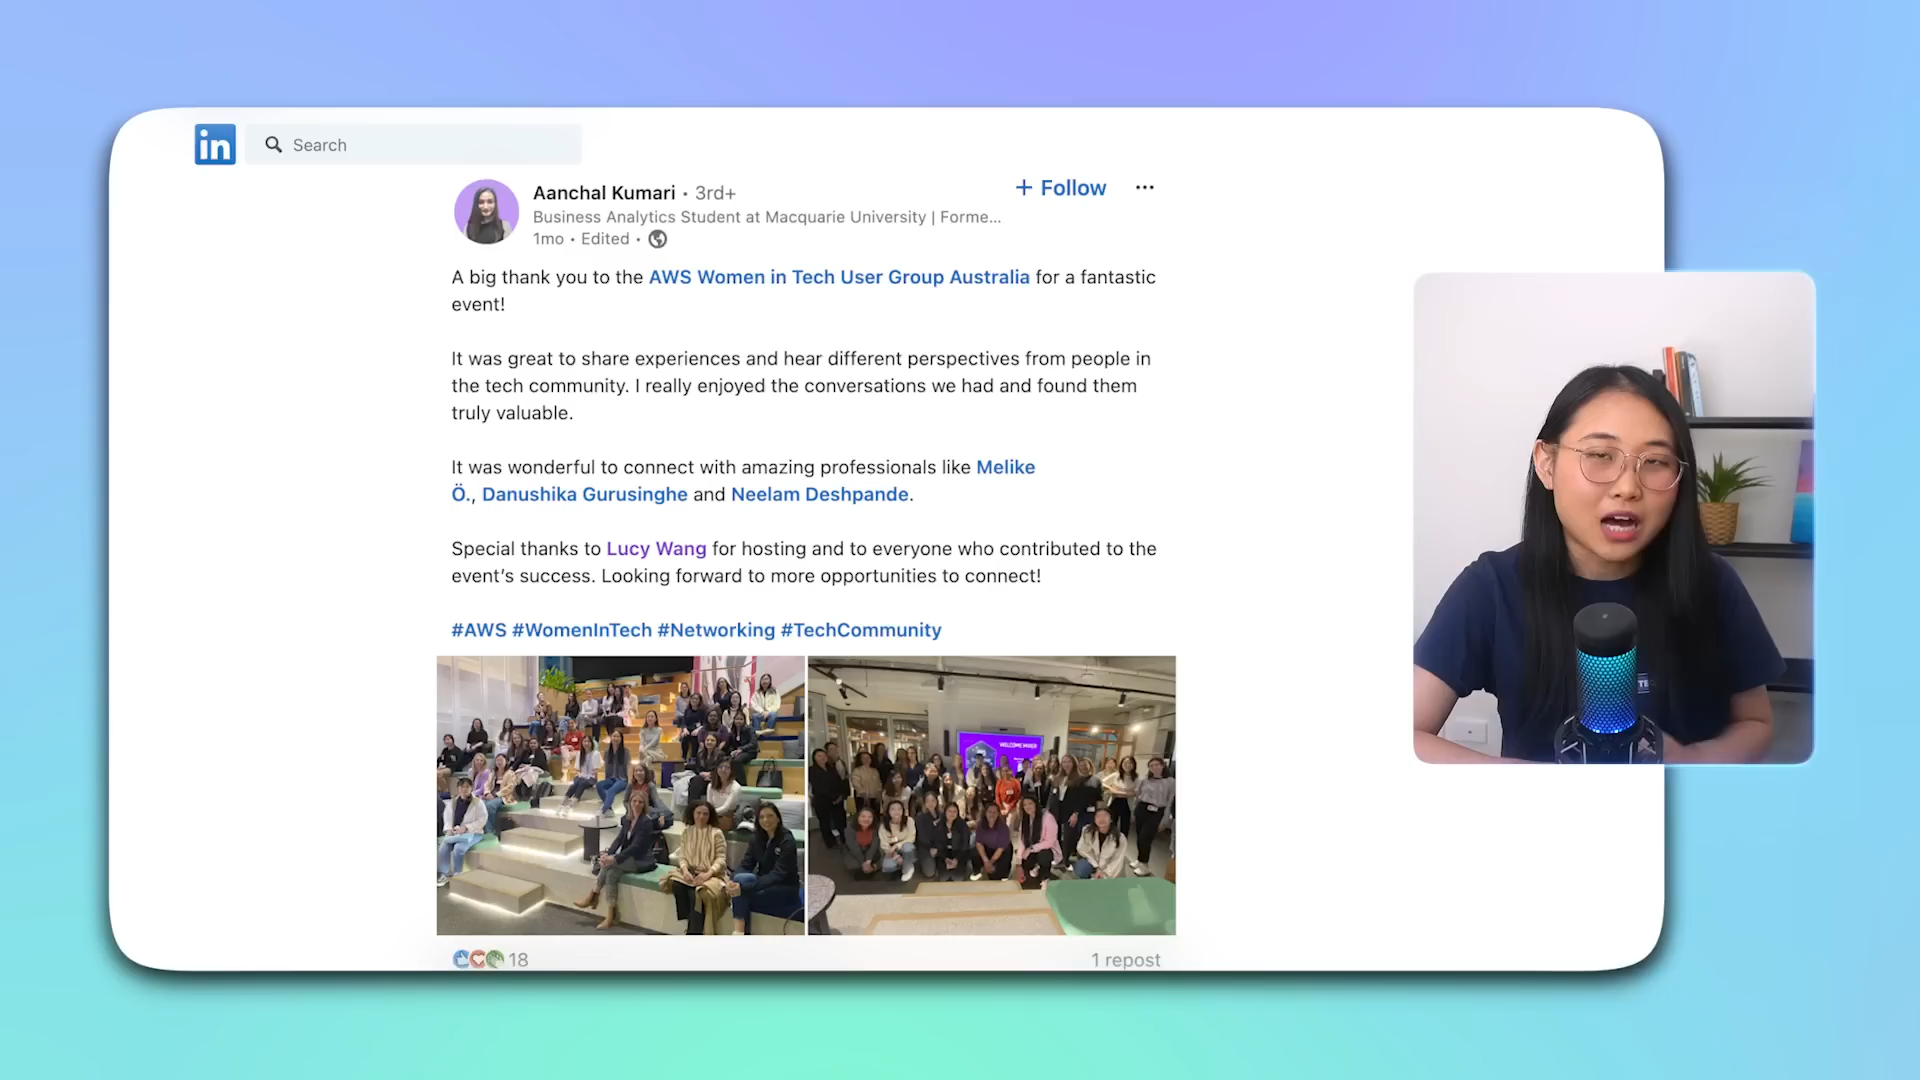 in
Search
Aanchal Kumari • 3rd+
+ Follow
Business Analytics Student at Macquarie University | Forme...
1mo • Edited •
A big thank you to the AWS Women in Tech User Group Australia for a fantastic
event!
It was great to share experiences and hear different perspectives from people in
the tech community. I really enjoyed the conversations we had and found them
truly valuable.
It was wonderful to connect with amazing professionals like Melike
Ö., Danushika Gurusinghe and Neelam Deshpande.
Special thanks to Lucy Wang for hosting and to everyone who contributed to the
event's success. Looking forward to more opportunities to connect!
#AWS #WomenInTech #Networking #TechCommunity
18
1 repost